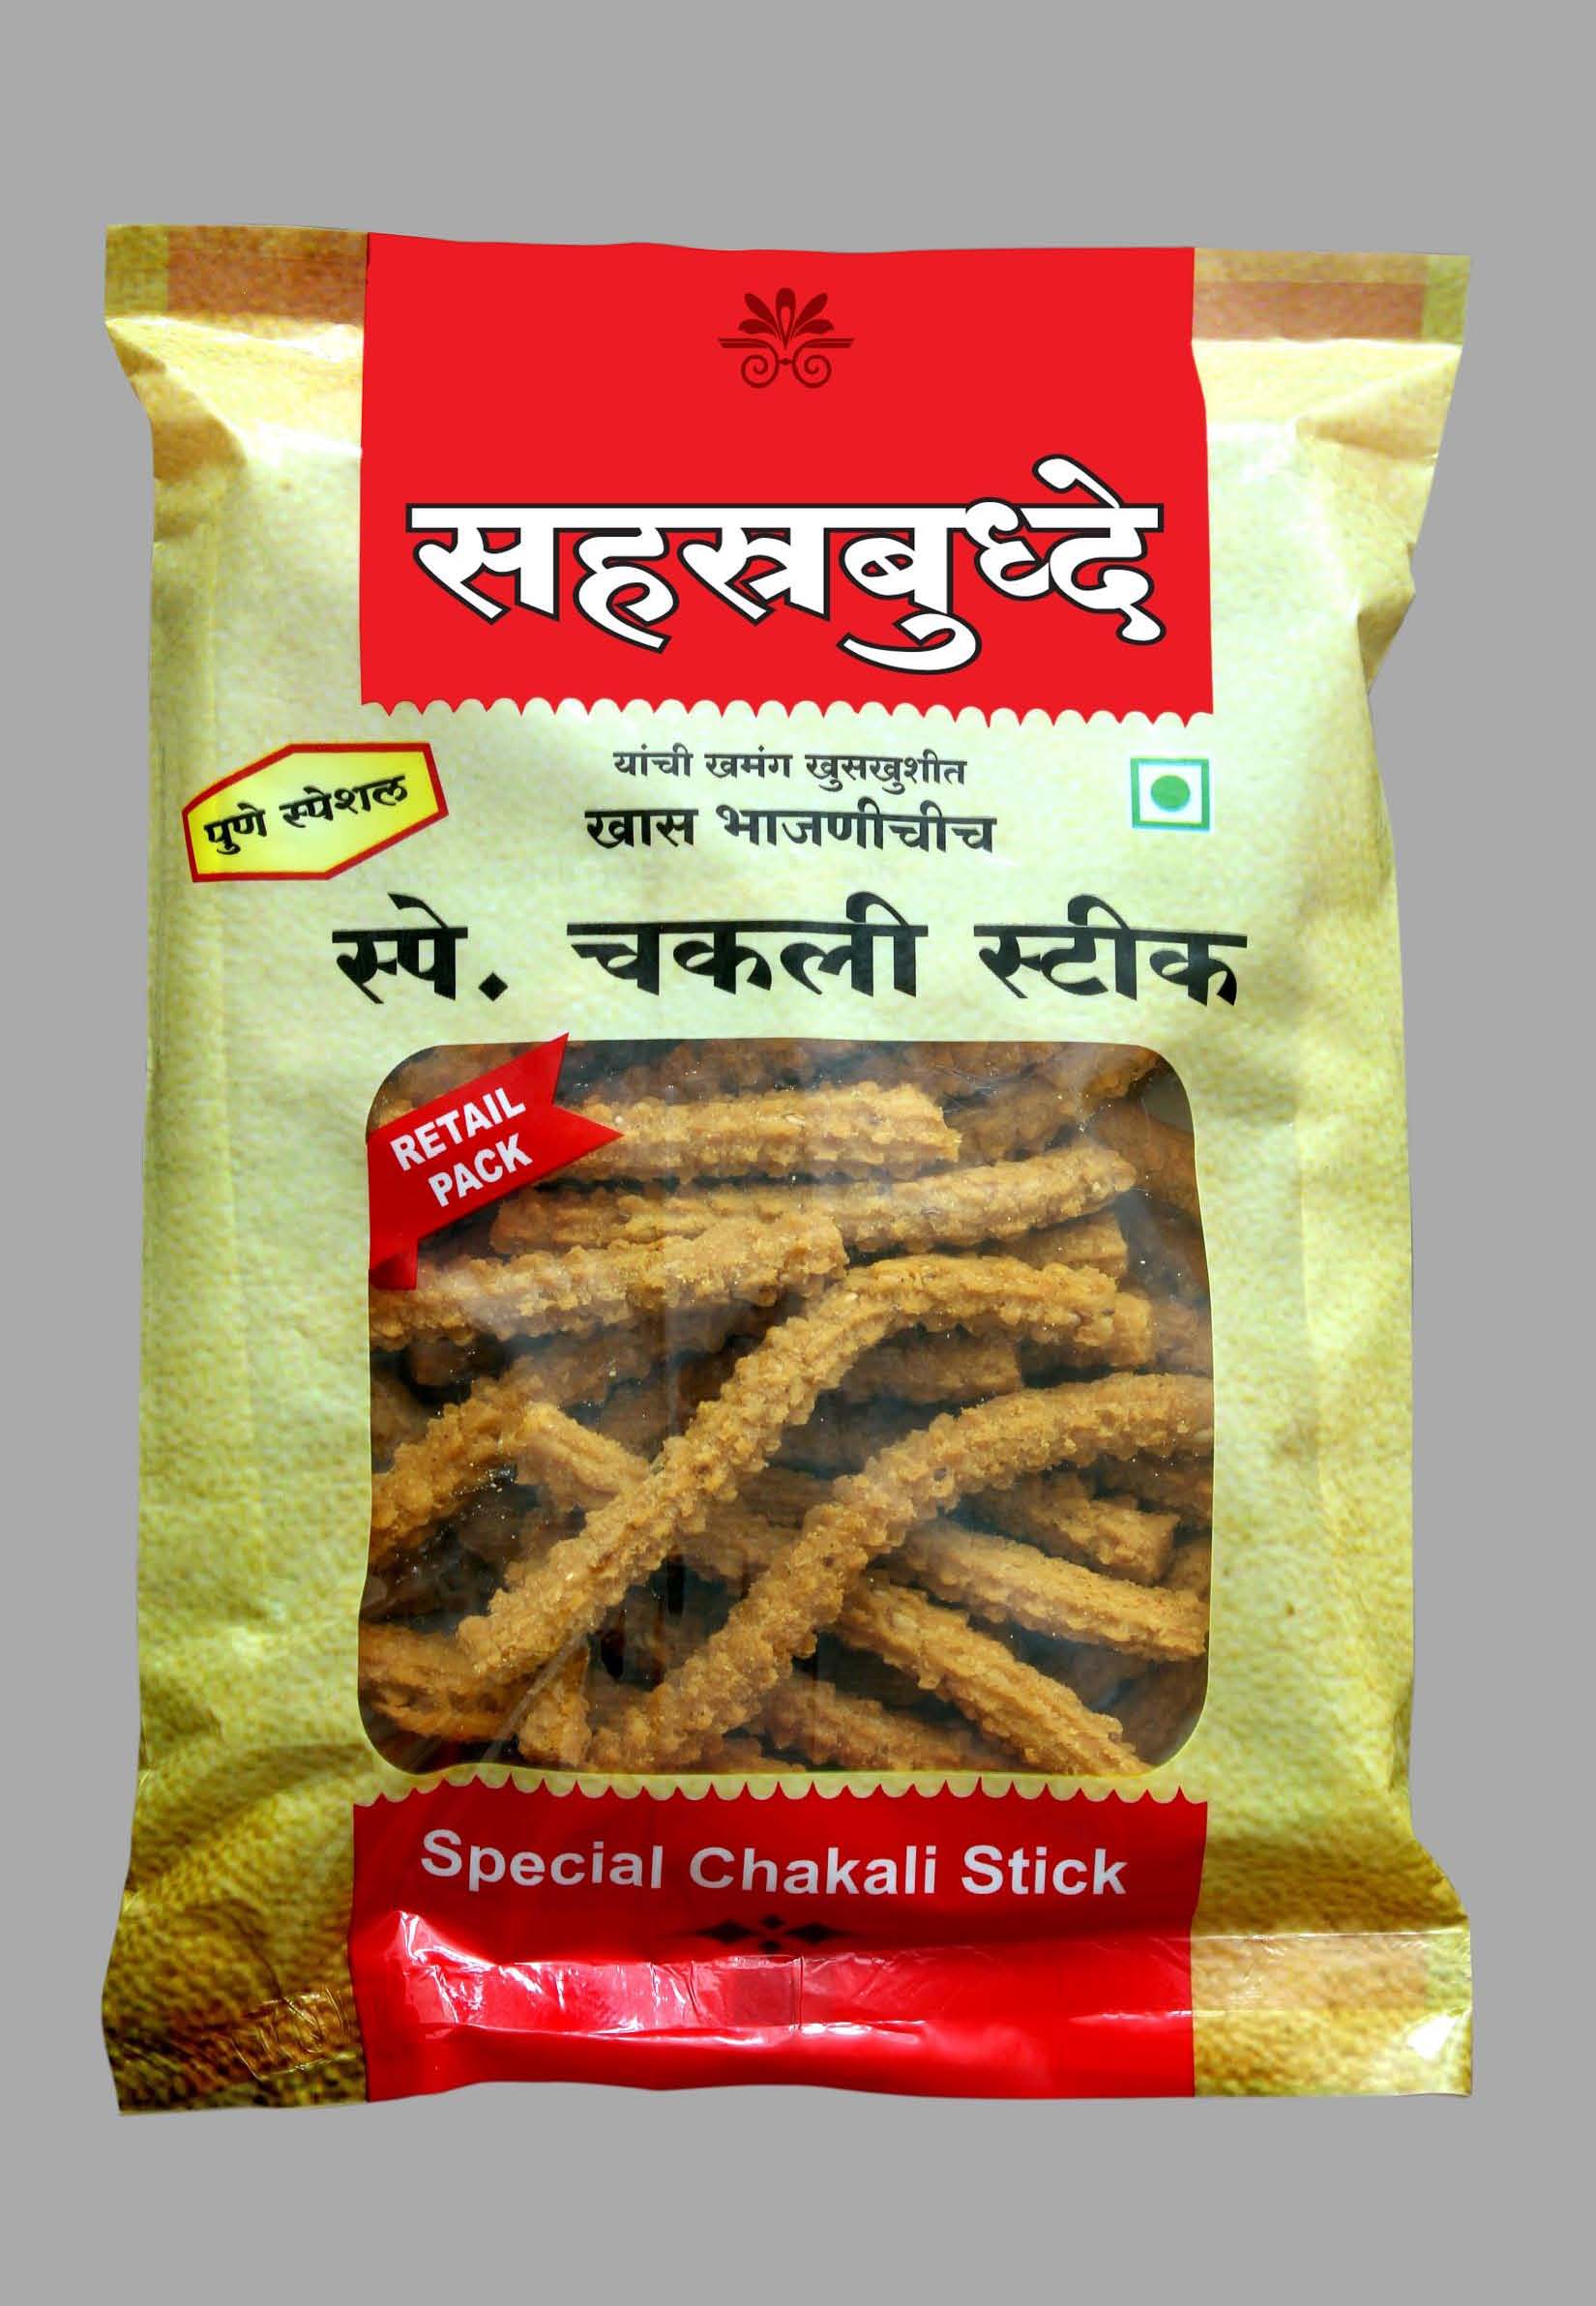 सहस्रबुध्दे
यांची खमंग खुसखुशीत
खास भाजणीचीच
पुणे स्पेशल
स्पे. चकली स्टीक
RETAIL
PACK
Special Chakali Stick